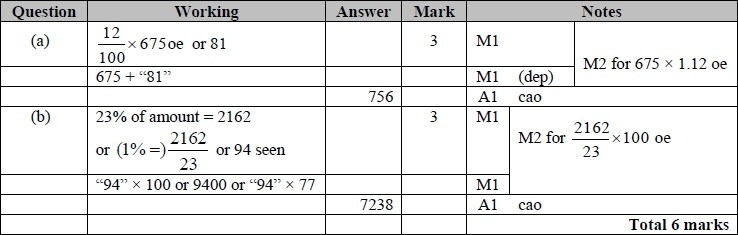 Question Working Answer Mark Notes
(a) 12/100 × 675 oe or 81 3 M1 M2 for 675 × 1.12 oe
675 + “81” M1 (dep)
756 A1 cao
(b) 23% of amount = 2162 3 M1 M2 for 2162/23 ×100 oe
or (1% =) 2162/23 or 94 seen
“94” × 100 or 9400 or “94” × 77 M1
7238 A1 cao
Total 6 marks